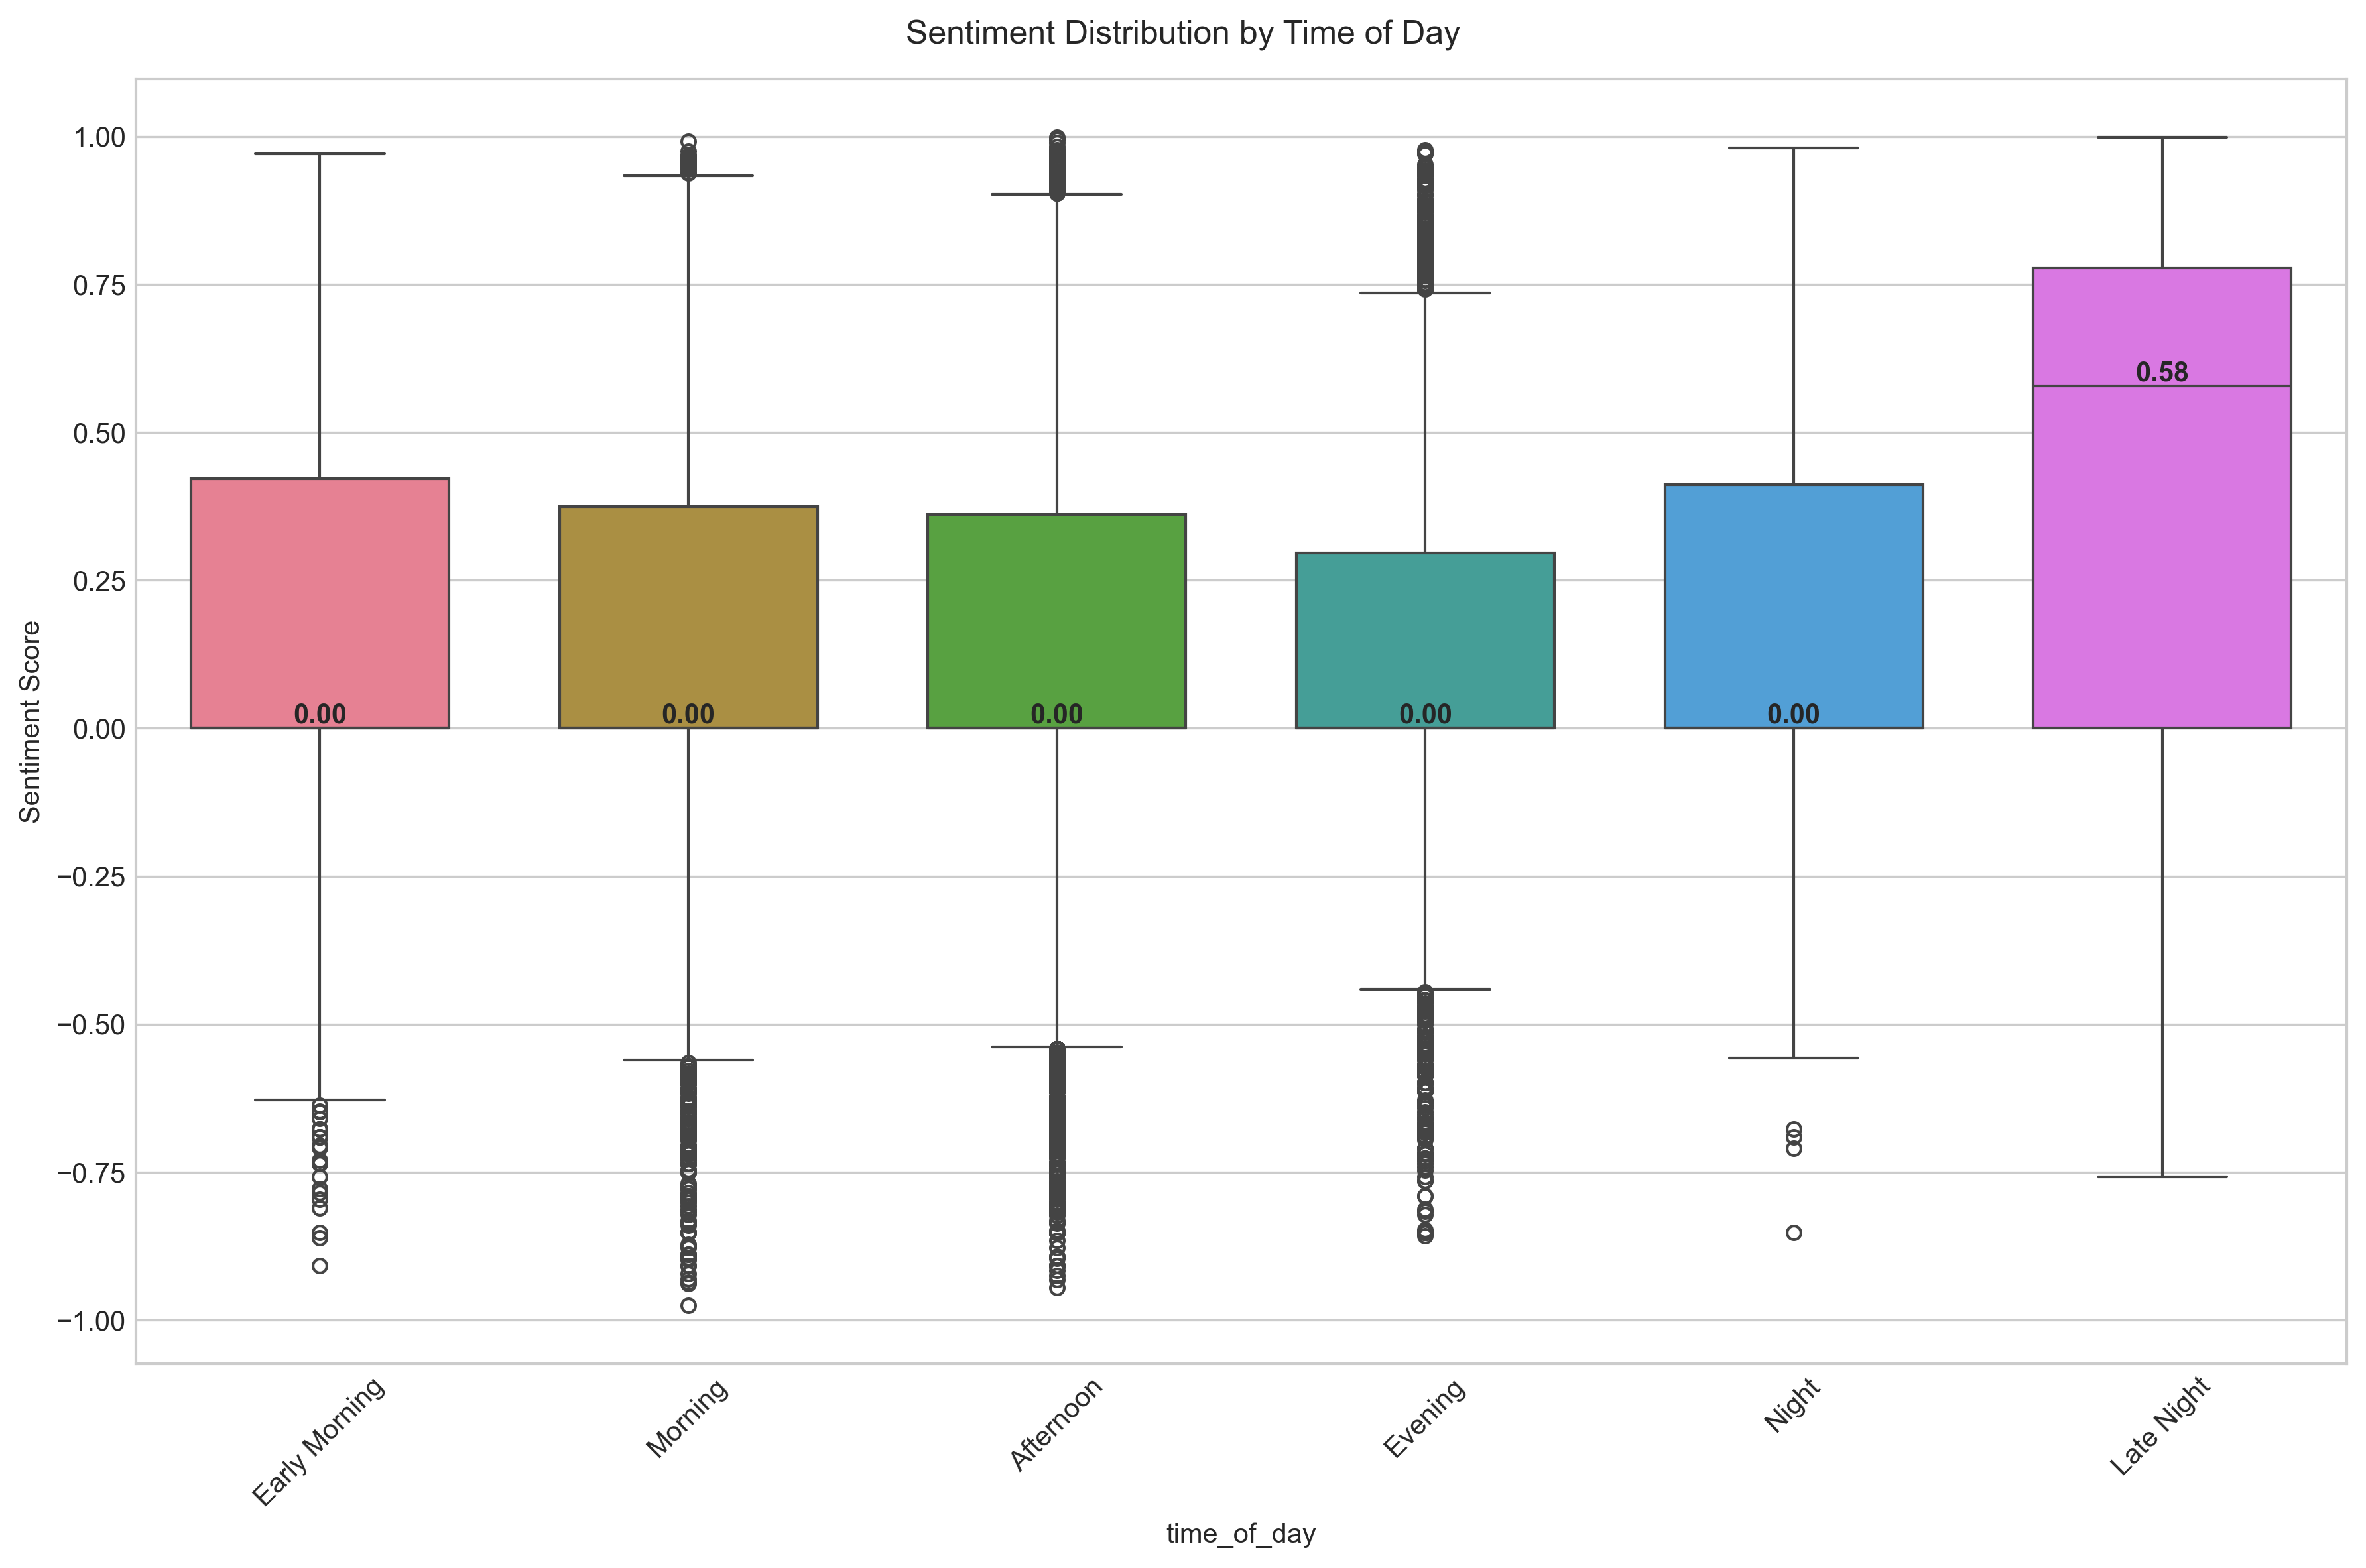 Sentiment Distribution by Time of Day
Sentiment Score
1.00
0.75
0.50
0.25
0.00
−0.25
−0.50
−0.75
−1.00
0.00
0.00
0.00
0.00
0.00
0.58
Early Morning
Morning
Afternoon
Evening
Night
Late Night
time_of_day